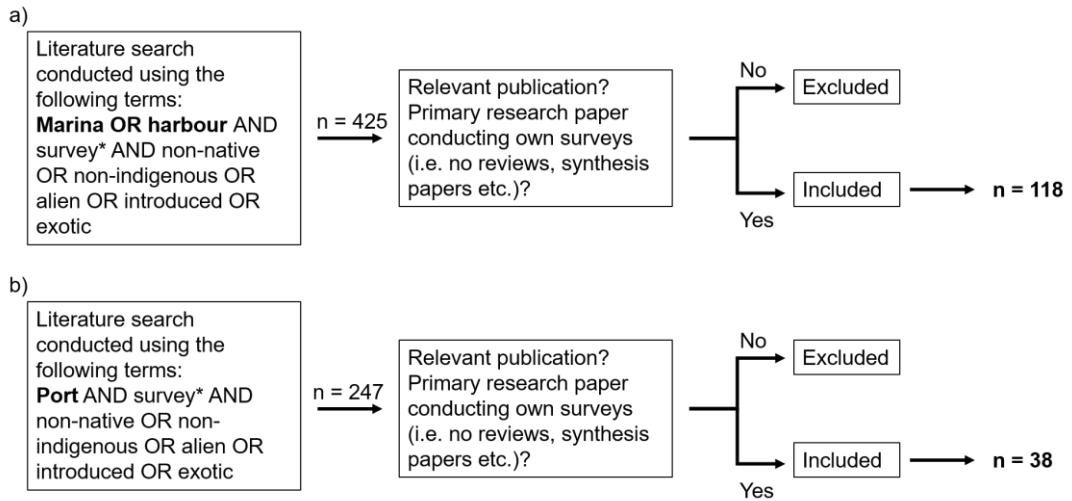 a)
Literature search
conducted using the
following terms:
Marina OR harbour AND
survey* AND non-native
OR non-indigenous OR
alien OR introduced OR
exotic
n = 425
Relevant publication?
Primary research paper
conducting own surveys
(i.e. no reviews, synthesis
papers etc.)?
No
Excluded
Yes
Included
n = 118
b)
Literature search
conducted using the
following terms:
Port AND survey* AND
non-native OR non-
indigenous OR alien OR
introduced OR exotic
n = 247
Relevant publication?
Primary research paper
conducting own surveys
(i.e. no reviews, synthesis
papers etc.)?
No
Excluded
Yes
Included
n = 38